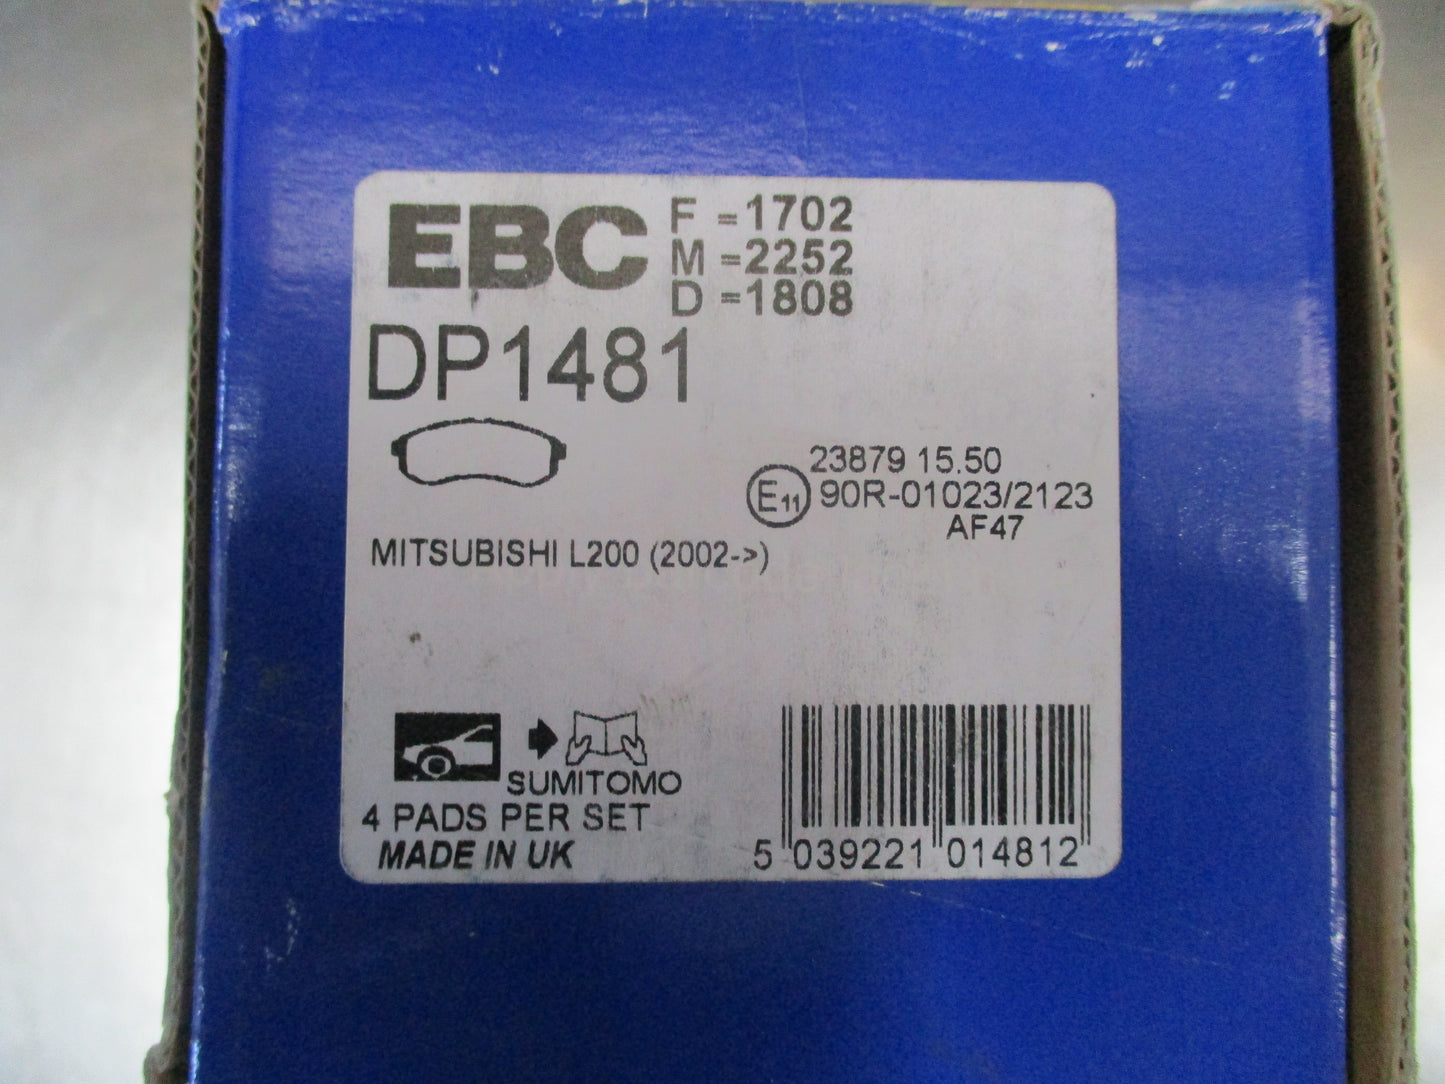 EBC
F =1702
M =2252
D =1808
DP1481
23879 15.50
E11 90R-01023/2123
AF47
MITSUBISHI L200 (2002->)
SUMITOMO
4 PADS PER SET
MADE IN UK
5 039221 014812